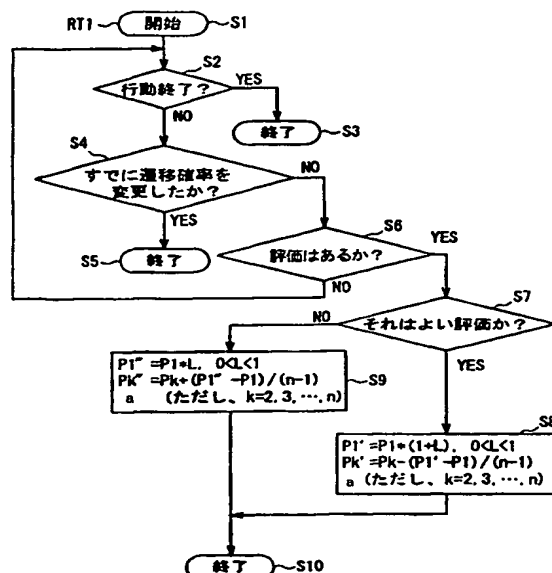 RT1 開始 S1
S2
行動終了？ YES
NO
終了 S3
S4
すでに遷移確率を
変更したか？
NO
YES
S5 終了
S6
評価はあるか？ YES
NO
S7
それはよい評価か？
NO
YES
P1"=P1*L, 0<L<1
Pk"=Pk+(P1"-P1)/(n-1)
a (ただし、k=2,3,…,n)
S9
S8
P1'=P1*(1+L), 0<L<1
Pk'=Pk-(P1'-P1)/(n-1)
a (ただし、k=2,3,…,n)
終了 S10